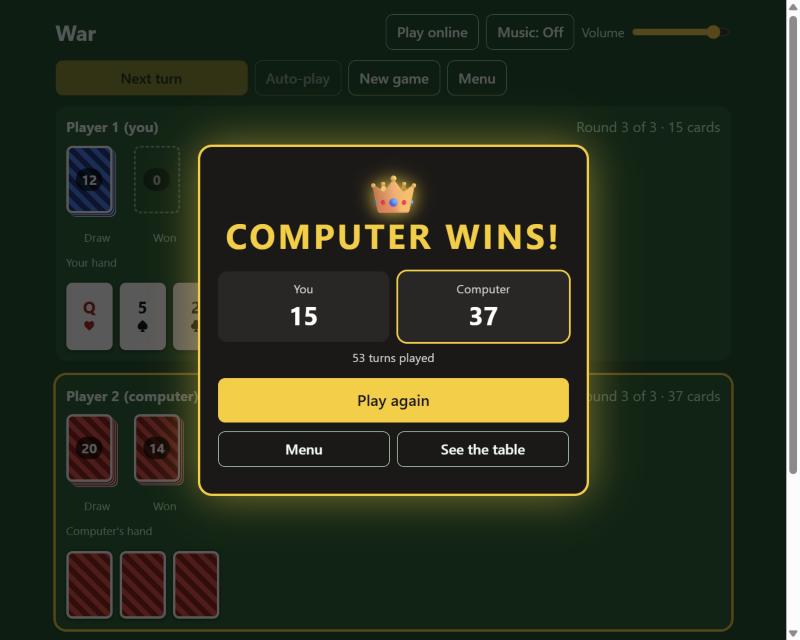 War
Play online
Music: Off
Volume
Next turn
Auto-play
New game
Menu
Player 1 (you)
Round 3 of 3 · 15 cards
12
0
Draw
Won
Your hand
Q
5
2
COMPUTER WINS!
You
15
Computer
37
53 turns played
Play again
Menu
See the table
Player 2 (computer)
3 of 3 · 37 cards
20
14
Draw
Won
Computer's hand